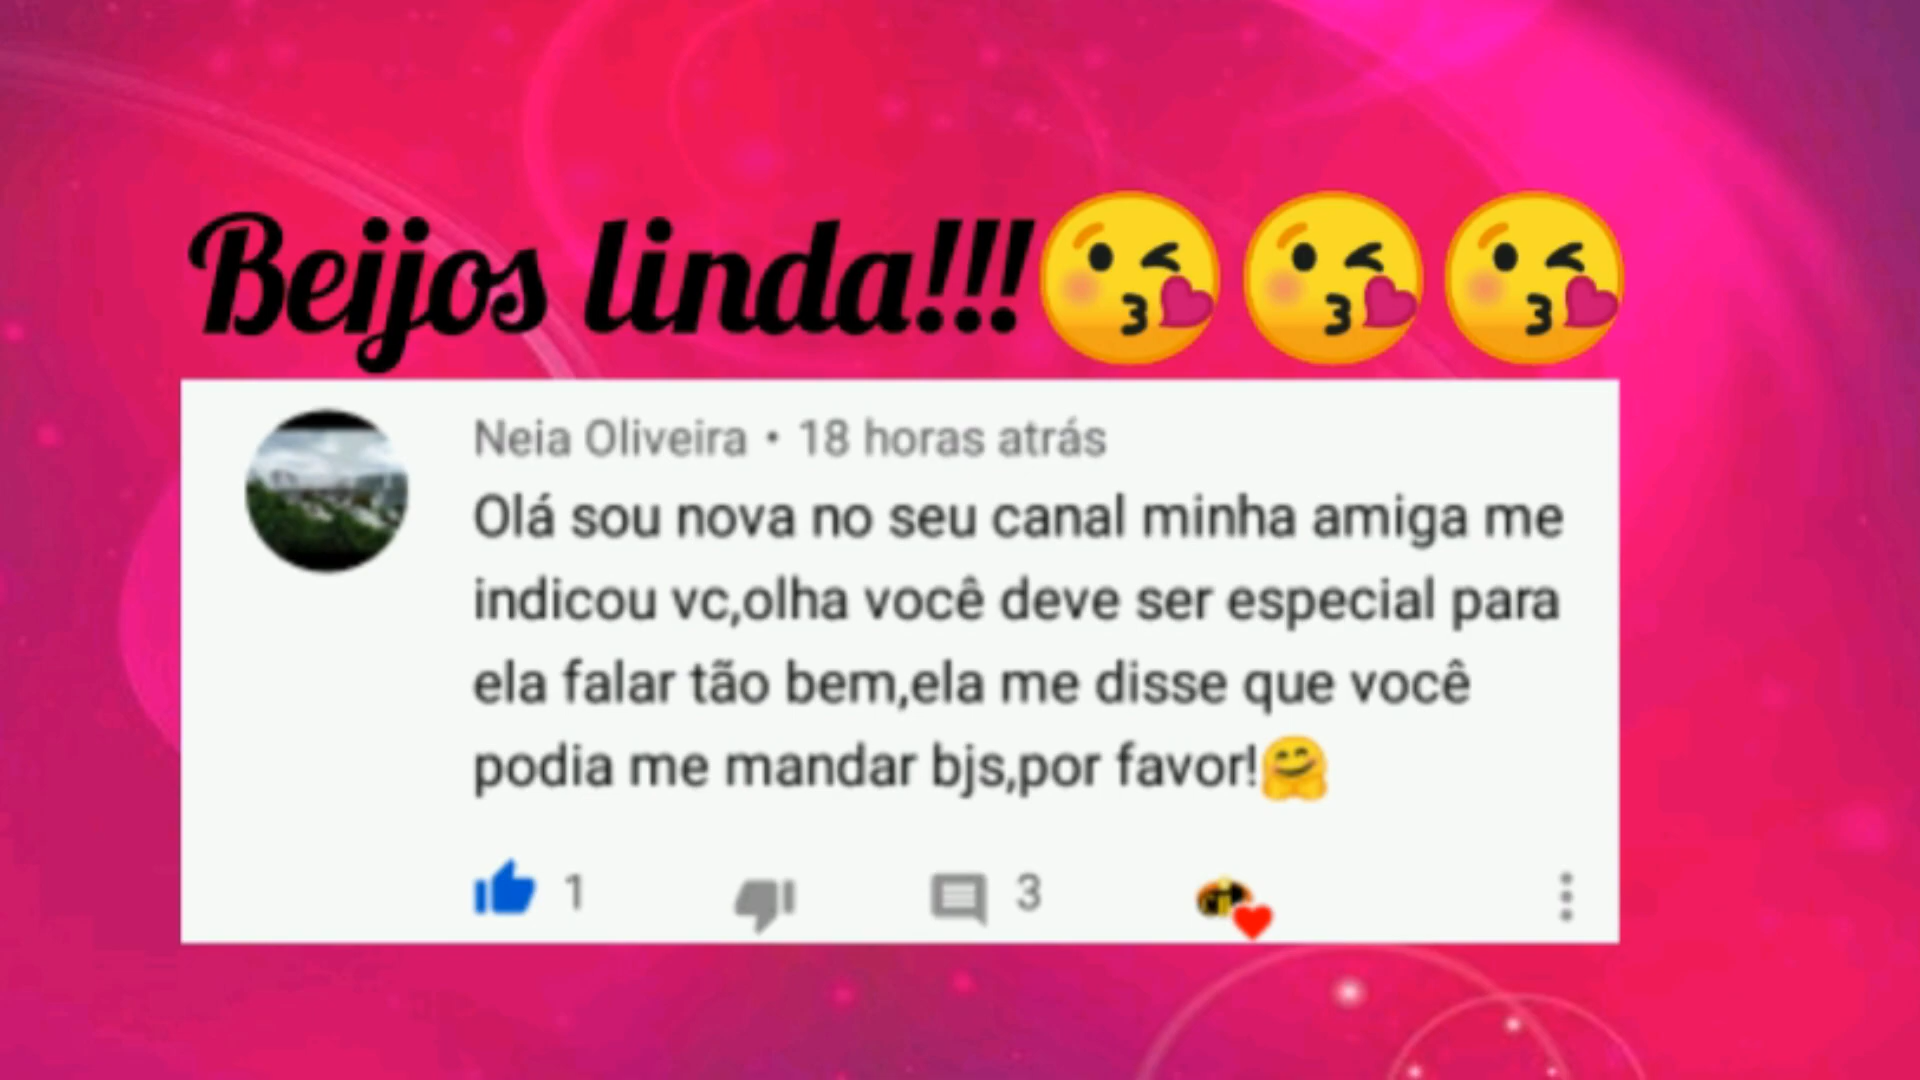 Beijos linda!!!😘😘😘
Neia Oliveira • 18 horas atrás
Olá sou nova no seu canal minha amiga me
indicou vc,olha você deve ser especial para
ela falar tão bem,ela me disse que você
podia me mandar bjs,por favor!🤗
1 3